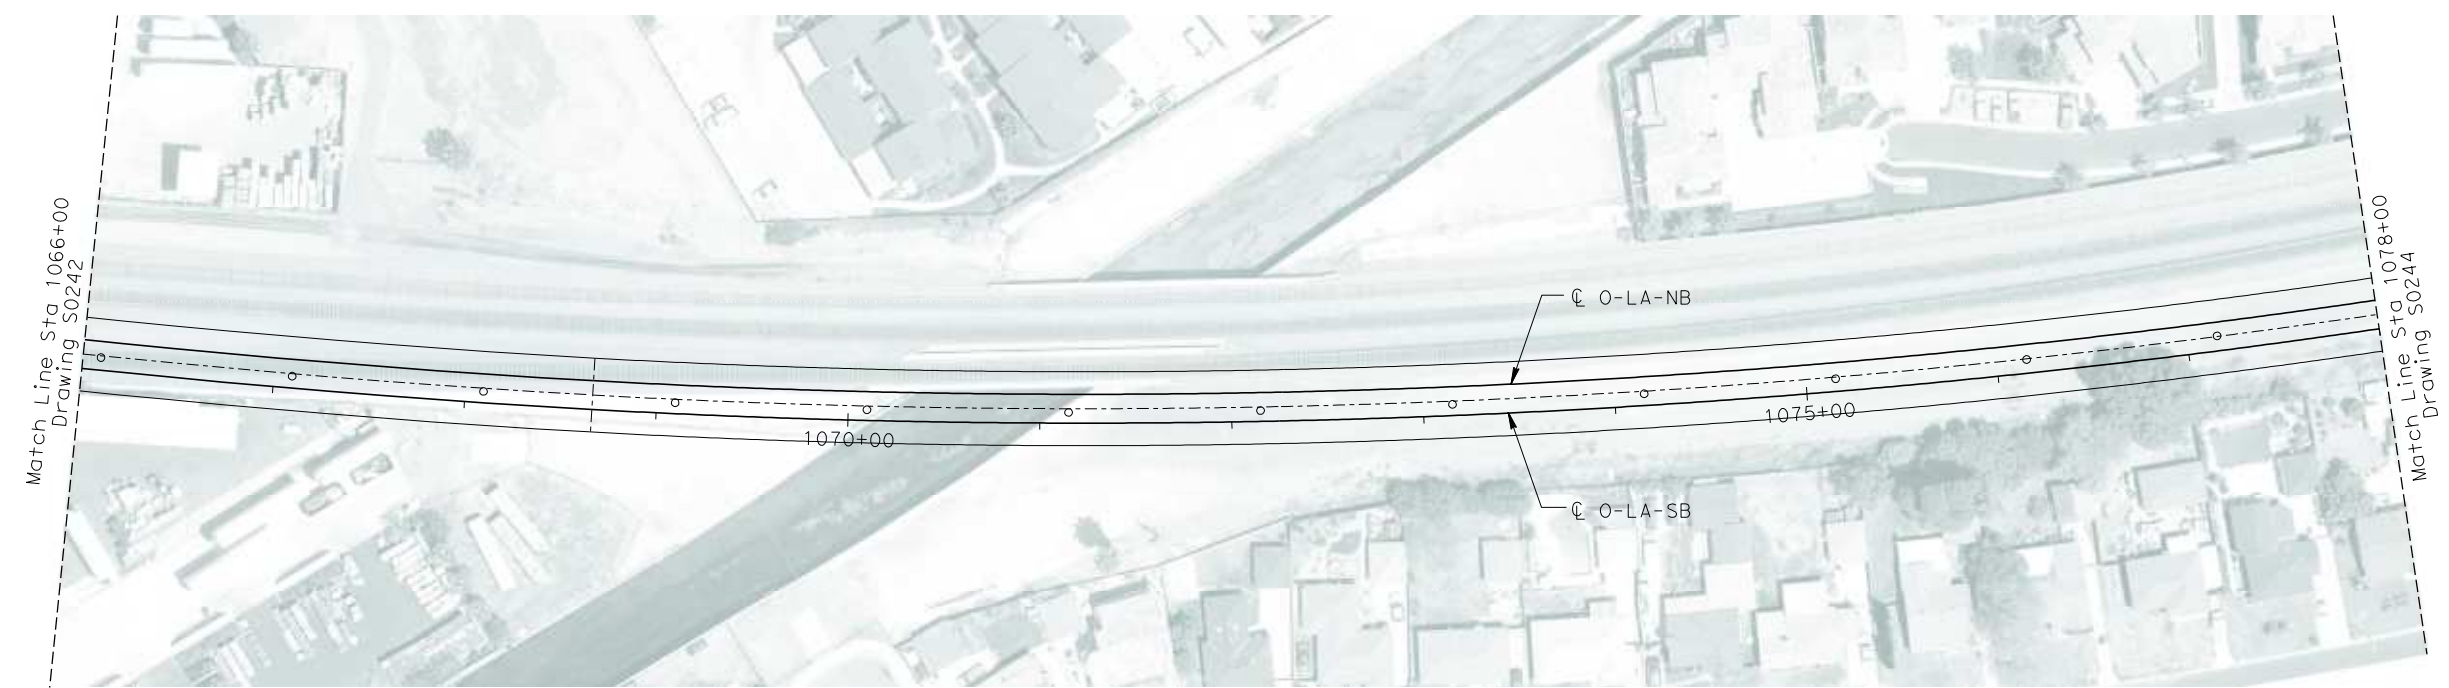 Match Line Sta 1066+00
Drawing S0242
℄ O-LA-NB
1070+00
1075+00
℄ O-LA-SB
Match Line Sta 1078+00
Drawing S0244